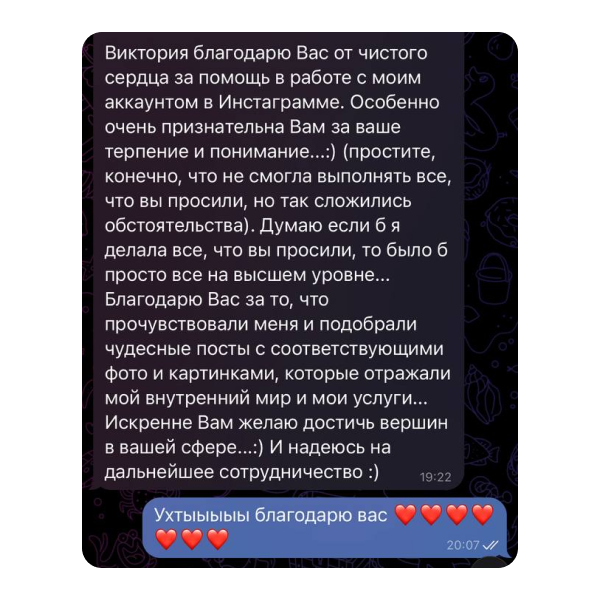 Виктория благодарю Вас от чистого
сердца за помощь в работе с моим
аккаунтом в Инстаграмме. Особенно
очень признательна Вам за ваше
терпение и понимание...:) (простите,
конечно, что не смогла выполнять все,
что вы просили, но так сложились
обстоятельства). Думаю если б я
делала все, что вы просили, то было б
просто все на высшем уровне...
Благодарю Вас за то, что
прочувствовали меня и подобрали
чудесные посты с соответствующими
фото и картинками, которые отражали
мой внутренний мир и мои услуги...
Искренне Вам желаю достичь вершин
в вашей сфере...:) И надеюсь на
дальнейшее сотрудничество :)
19:22
Ухтыыыыы благодарю вас ❤️❤️❤️❤️
❤️❤️❤️
20:07